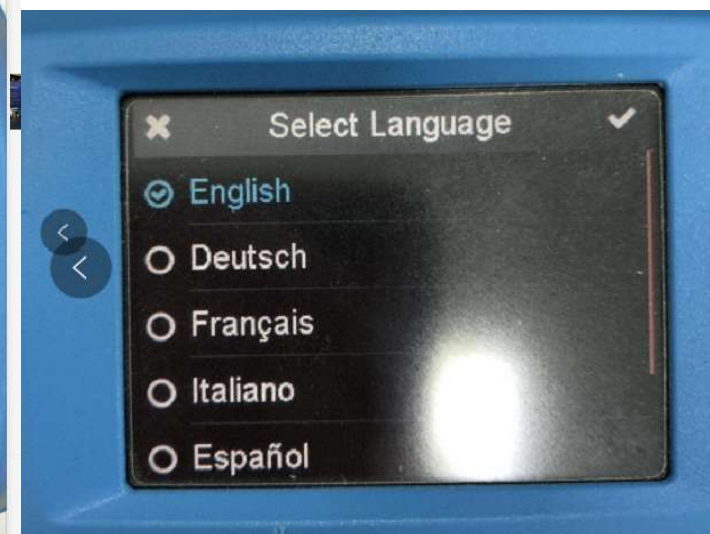 Select Language
English
Deutsch
Français
Italiano
Español